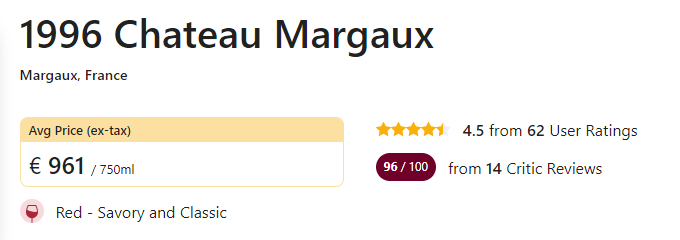 1996 Chateau Margaux
Margaux, France
Avg Price (ex-tax)
€ 961 / 750ml
4.5 from 62 User Ratings
96 / 100 from 14 Critic Reviews
Red - Savory and Classic